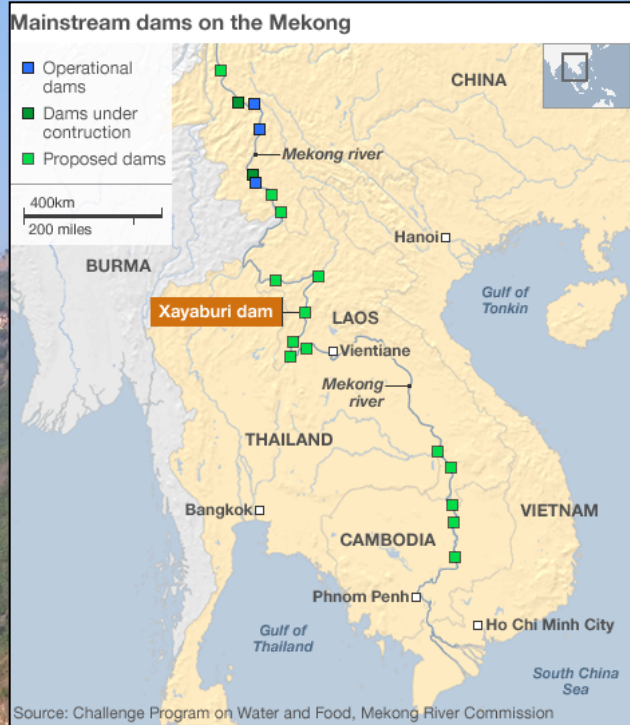 Mainstream dams on the Mekong
Operational
dams
Dams under
contruction
Proposed dams
400km
200 miles
CHINA
Mekong river
Hanoi
BURMA
Gulf of
Tonkin
Xayaburi dam
LAOS
Vientiane
Mekong
river
THAILAND
Bangkok
VIETNAM
CAMBODIA
Phnom Penh
Ho Chi Minh City
Gulf of
Thailand
South China
Sea
Source: Challenge Program on Water and Food, Mekong River Commission